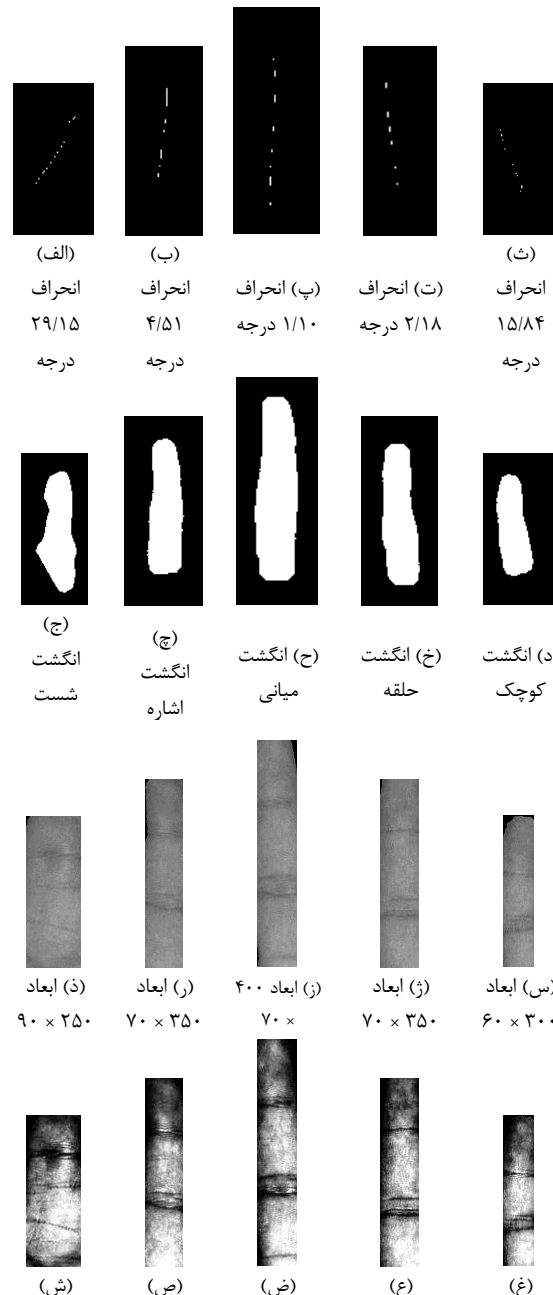 (الف)
انحراف
۲۹/۱۵
درجه
(ب)
انحراف
۴/۵۱
درجه
(پ) انحراف
۱/۱۰ درجه
(ت) انحراف
۲/۱۸ درجه
(ث)
انحراف
۱۵/۸۴
درجه
(ج)
انگشت
شست
(چ)
انگشت
اشاره
(ح) انگشت
میانی
(خ) انگشت
حلقه
(د) انگشت
کوچک
(ذ) ابعاد
۲۵۰ × ۹۰
(ر) ابعاد
۳۵۰ × ۷۰
(ز) ابعاد ۴۰۰
× ۷۰
(ژ) ابعاد
۳۵۰ × ۷۰
(س) ابعاد
۳۰۰ × ۶۰
(ش)
(ص)
(ض)
(ع)
(غ)